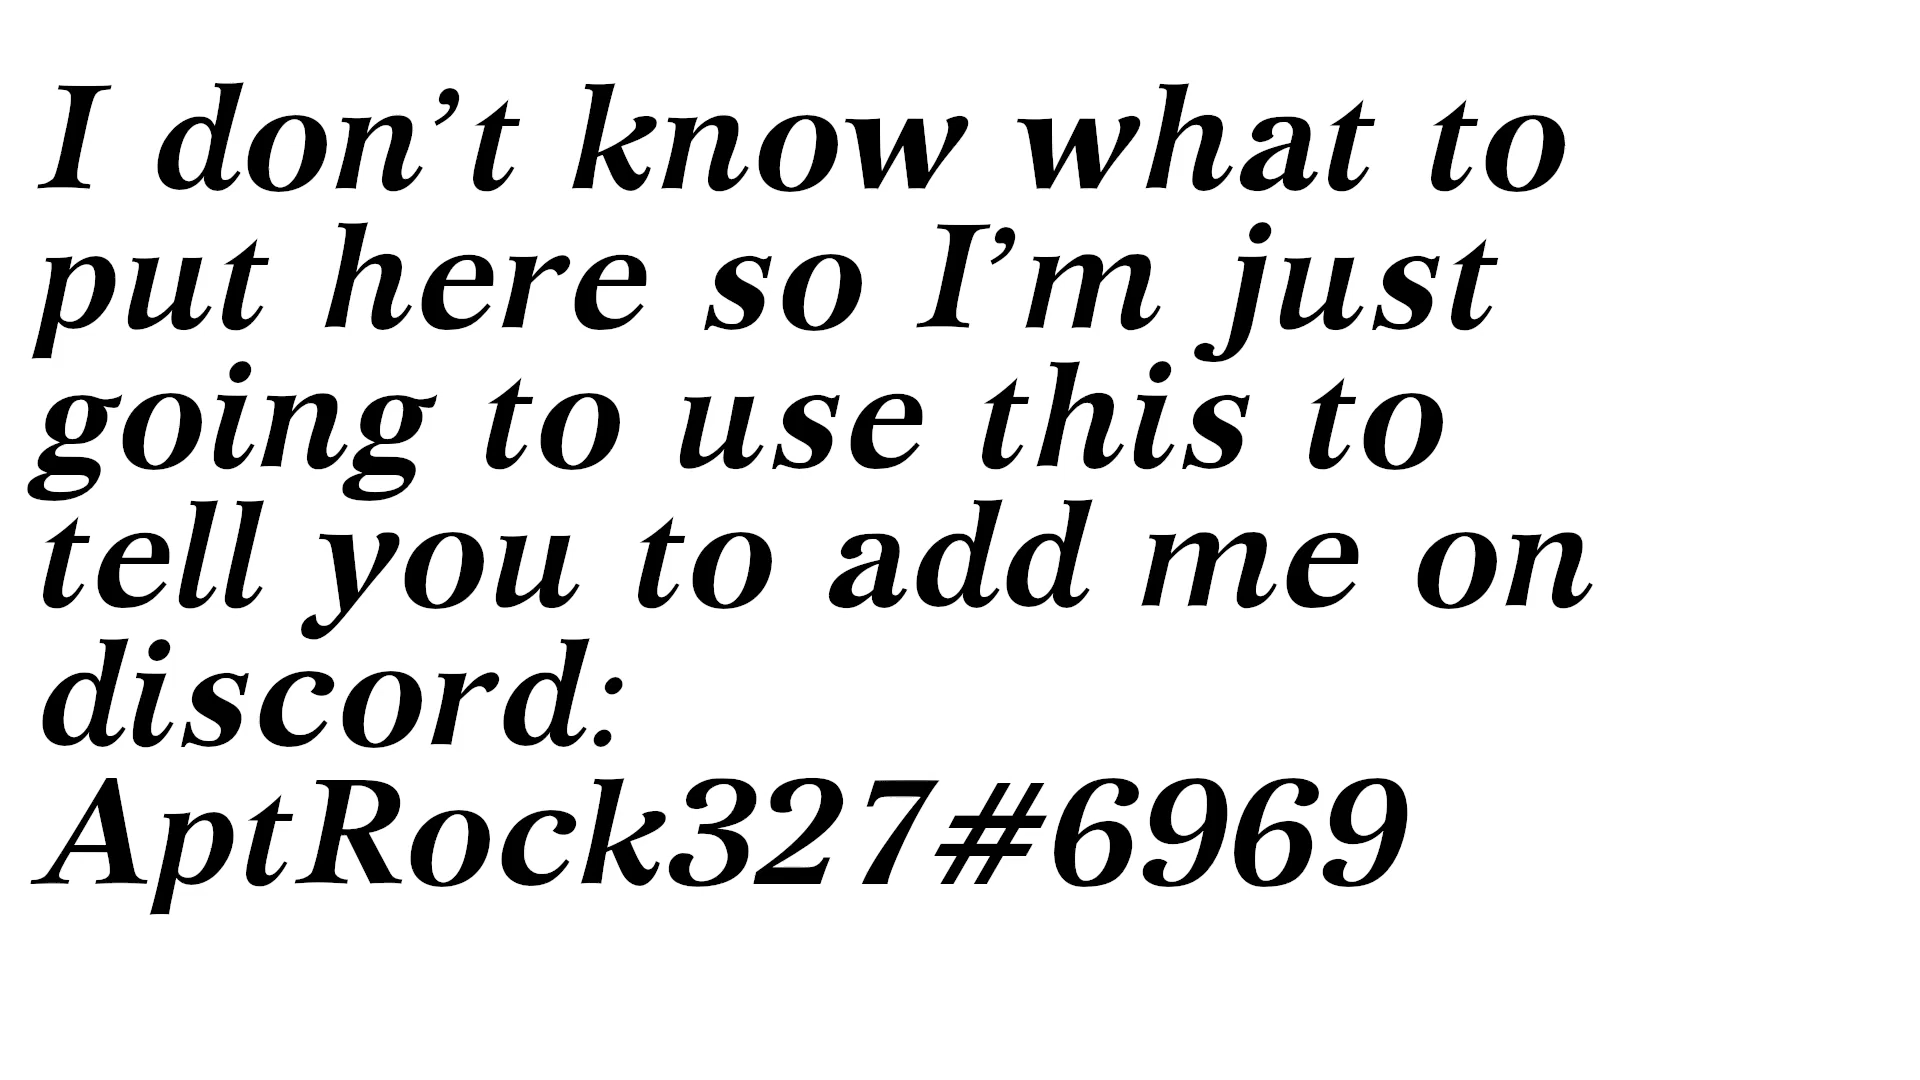 I don’t know what to
put here so I’m just
going to use this to
tell you to add me on
discord:
AptRock327#6969